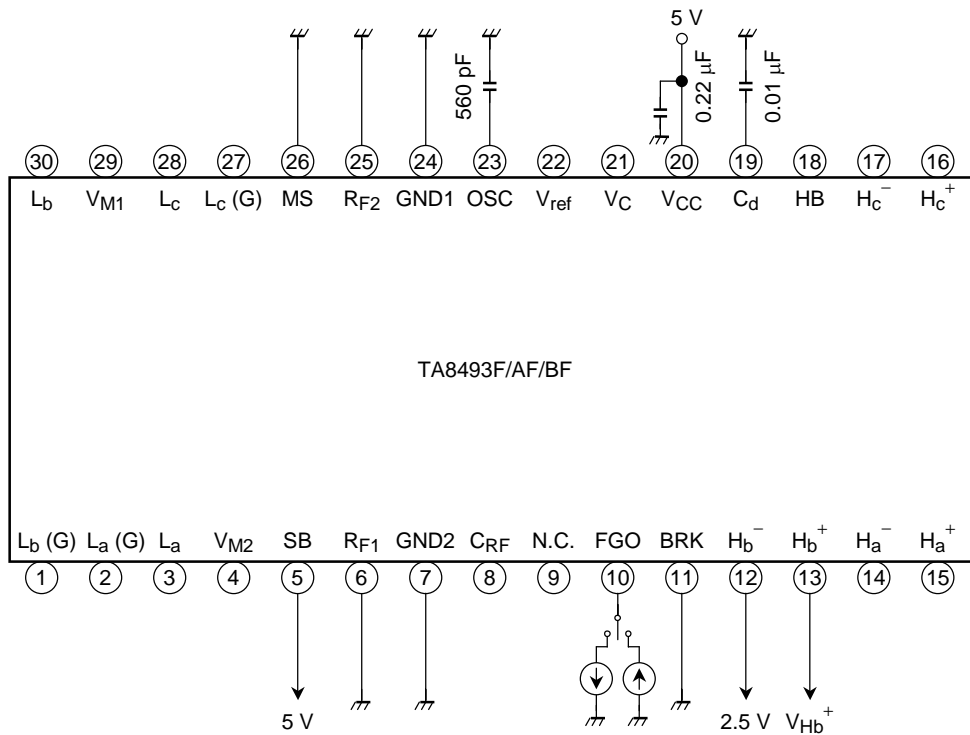 5 V
560 pF
0.22 μF
0.01 μF
30 29 28 27 26 25 24 23 22 21 20 19 18 17 16
Lb VM1 Lc Lc (G) MS RF2 GND1 OSC Vref VC VCC Cd HB Hc− Hc+
TA8493F/AF/BF
Lb (G) La (G) La VM2 SB RF1 GND2 CRF N.C. FGO BRK Hb− Hb+ Ha− Ha+
1 2 3 4 5 6 7 8 9 10 11 12 13 14 15
5 V 2.5 V VHb+